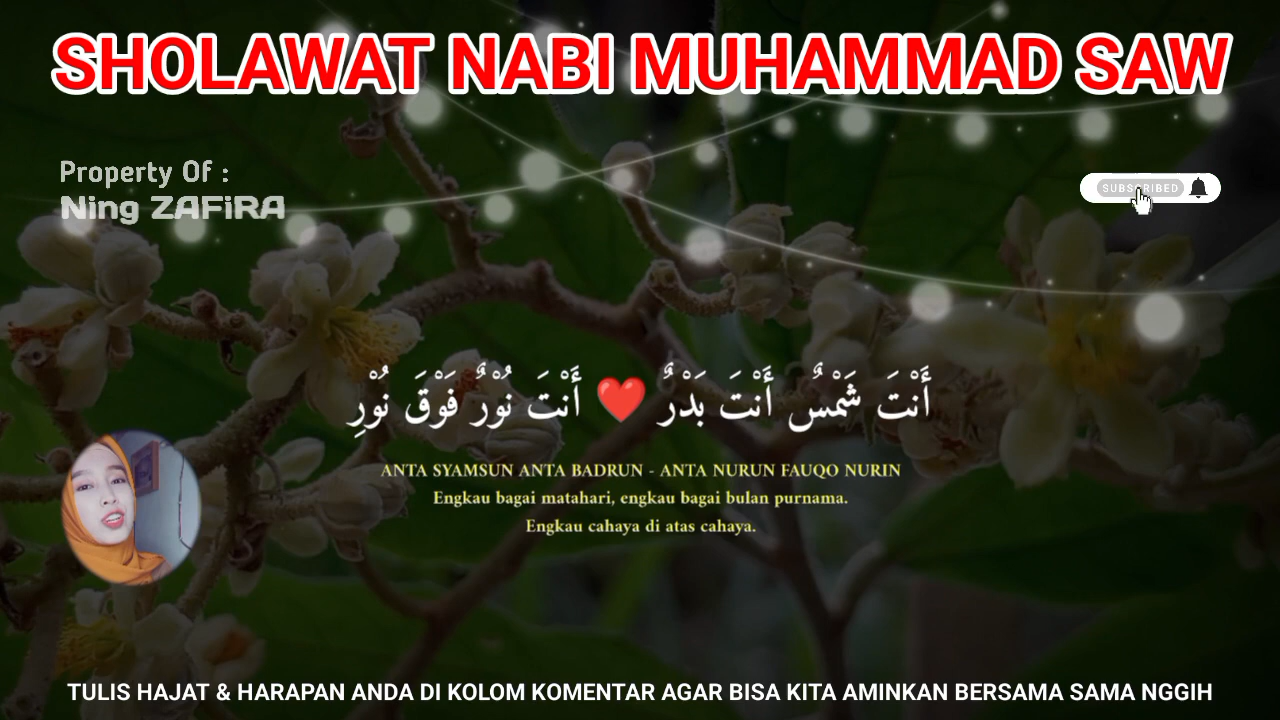 SHOLAWAT NABI MUHAMMAD SAW
Property Of :
Ning ZAFiRA
SUBSCRIBED
أَنْتَ شَمْسٌ أَنْتَ بَدْرٌ ❤️ أَنْتَ نُوْرٌ فَوْقَ نُوْرِ
ANTA SYAMSUN ANTA BADRUN - ANTA NURUN FAUQO NURIN
Engkau bagai matahari, engkau bagai bulan purnama.
Engkau cahaya di atas cahaya.
TULIS HAJAT & HARAPAN ANDA DI KOLOM KOMENTAR AGAR BISA KITA AMINKAN BERSAMA SAMA NGGIH